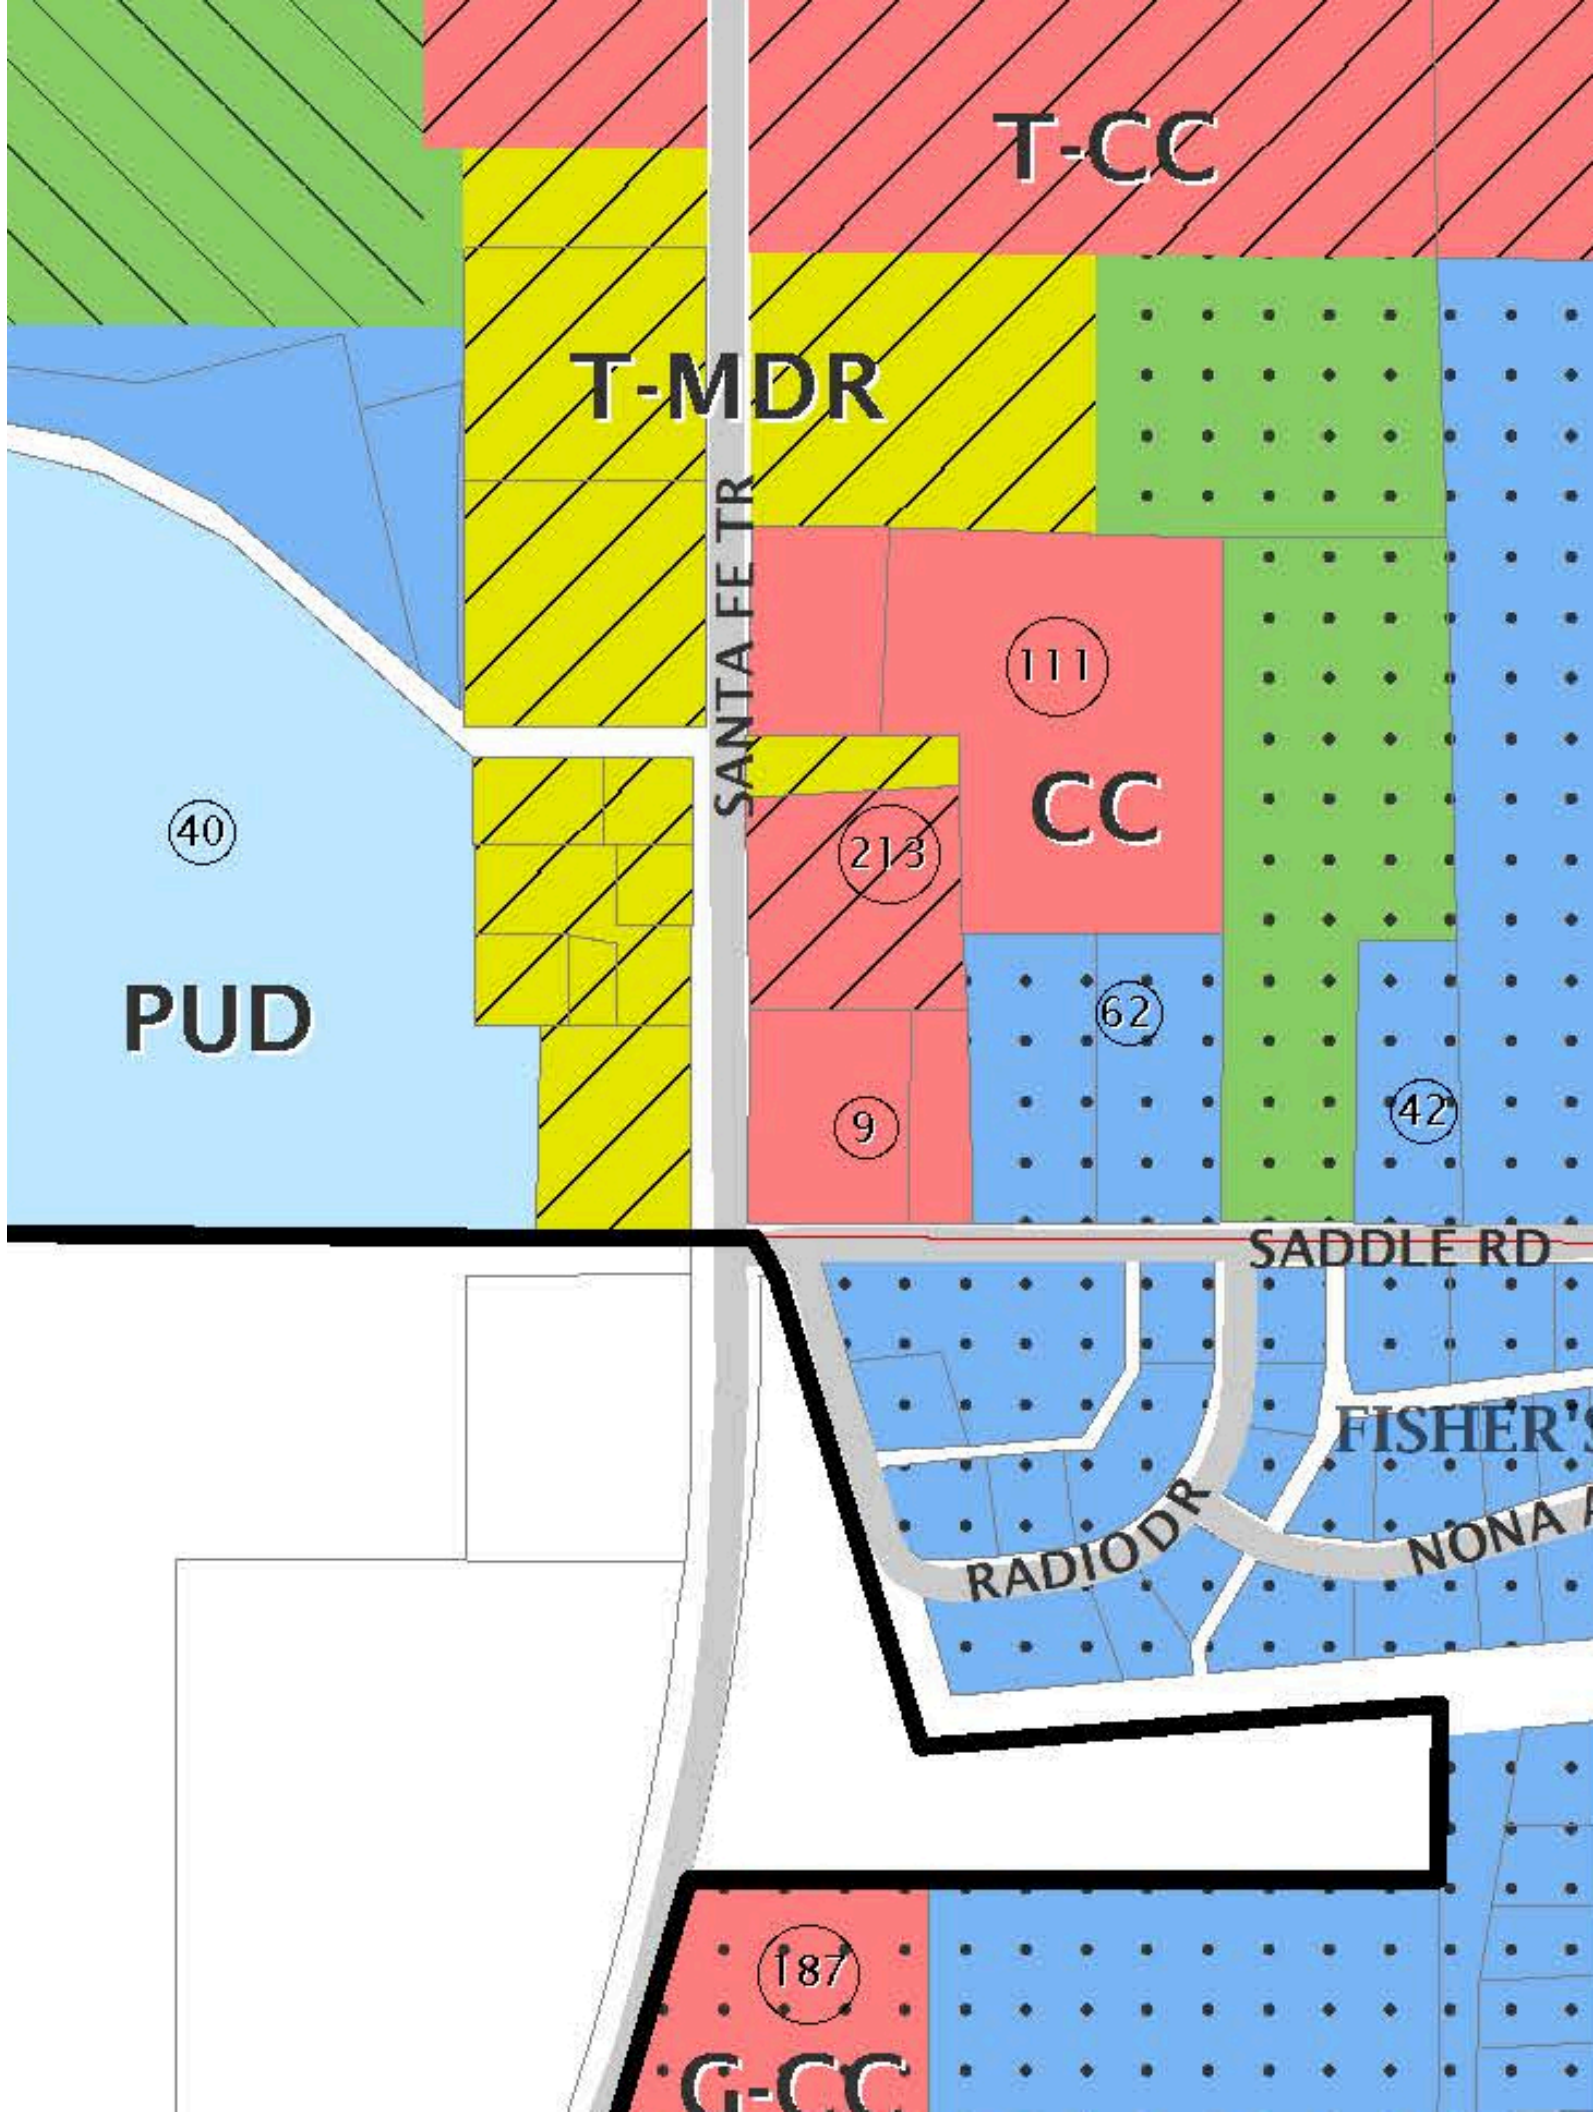 T-CC
T-MDR
SANTA FE TR
111
CC
40
213
PUD
62
9
42
SADDLE RD
FISHER'S
RADIO DR
NONA A
187
G-CC